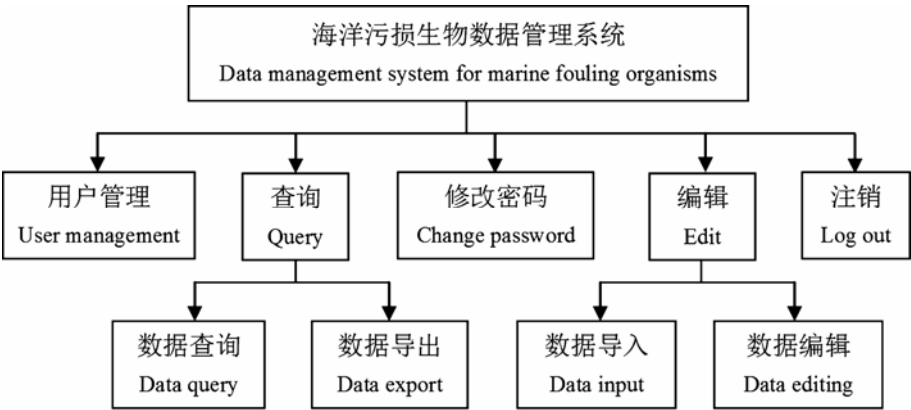 海洋污损生物数据管理系统
Data management system for marine fouling organisms
用户管理
User management
查询
Query
修改密码
Change password
编辑
Edit
注销
Log out
数据查询
Data query
数据导出
Data export
数据导入
Data input
数据编辑
Data editing